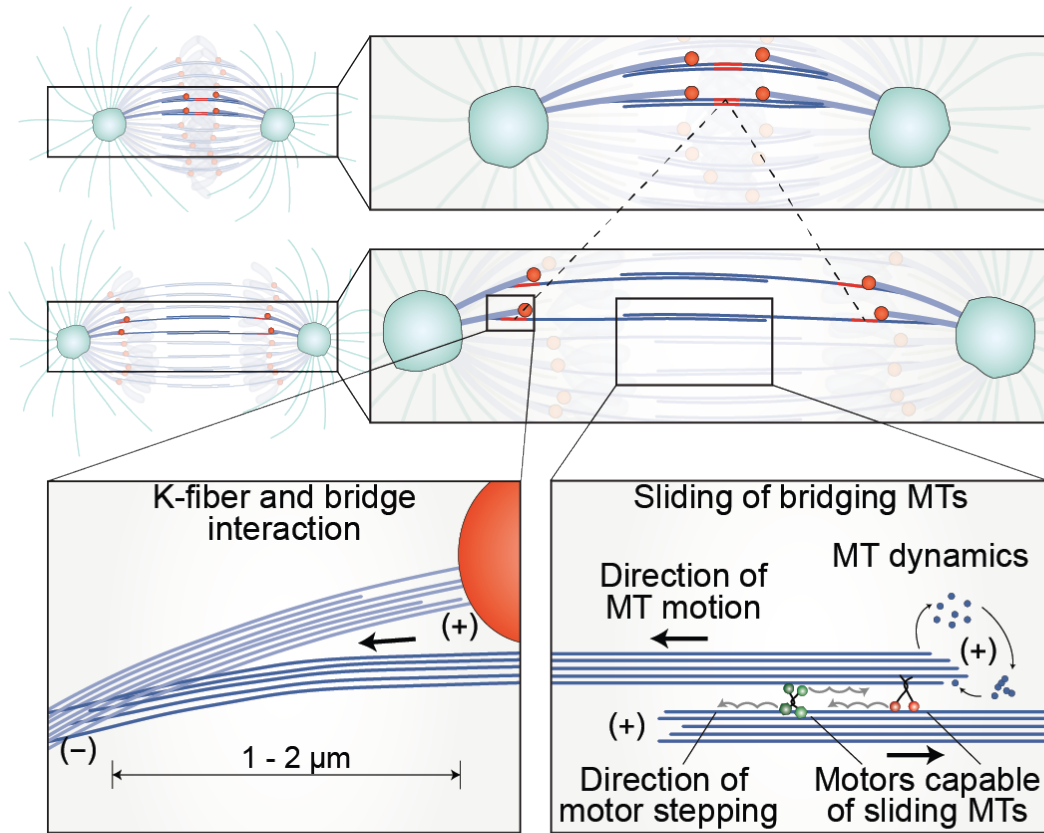 K-fiber and bridge
interaction
(+)
(–)
1 - 2 µm
Sliding of bridging MTs
MT dynamics
Direction of
MT motion
(+)
(+)
Direction of
motor stepping
Motors capable
of sliding MTs